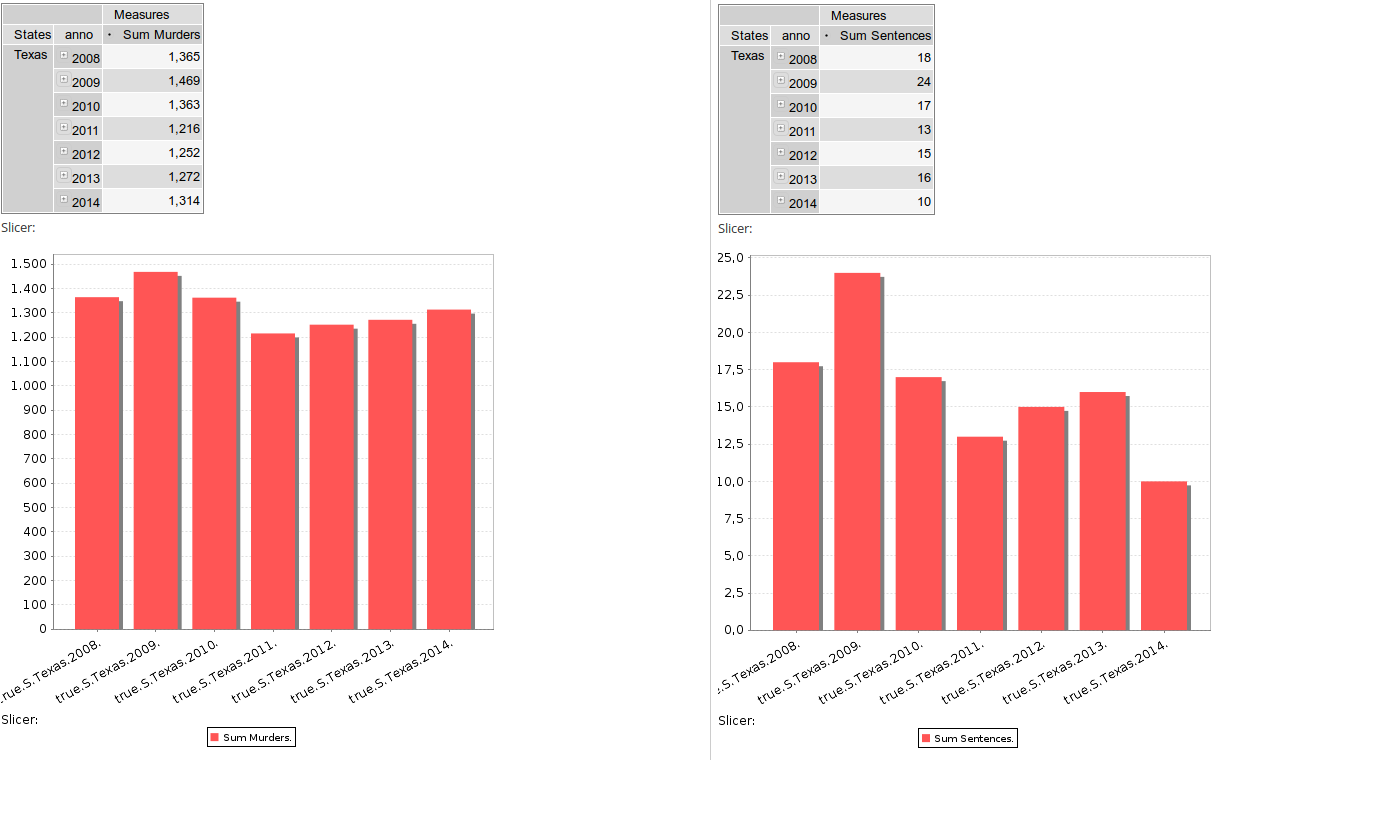 Measures
States anno • Sum Murders
Texas 2008 1,365
2009 1,469
2010 1,363
2011 1,216
2012 1,252
2013 1,272
2014 1,314
Slicer:
1.500
1.400
1.300
1.200
1.100
1.000
900
800
700
600
500
400
300
200
100
0
rue.S.Texas.2008.
true.S.Texas.2009.
true.S.Texas.2010.
true.S.Texas.2011.
true.S.Texas.2012.
true.S.Texas.2013.
true.S.Texas.2014.
Slicer:
Sum Murders.
Measures
States anno • Sum Sentences
Texas 2008 18
2009 24
2010 17
2011 13
2012 15
2013 16
2014 10
Slicer:
25,0
22,5
20,0
17,5
15,0
12,5
10,0
7,5
5,0
2,5
0,0
.S.Texas.2008.
true.S.Texas.2009.
true.S.Texas.2010.
true.S.Texas.2011.
true.S.Texas.2012.
true.S.Texas.2013.
true.S.Texas.2014.
Slicer:
Sum Sentences.